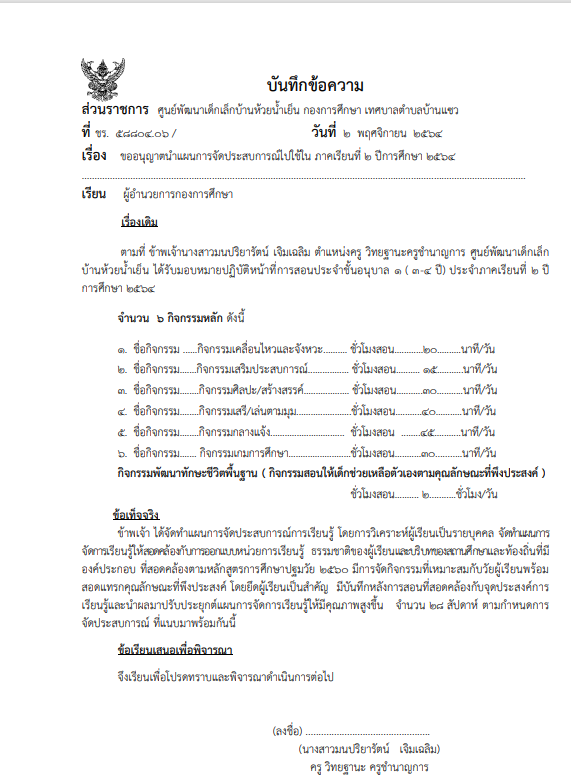 บันทึกข้อความ
ส่วนราชการ ศูนย์พัฒนาเด็กเล็กบ้านห้วยน้ำเย็น กองการศึกษา เทศบาลตำบลบ้านแซว
ที่ ชร. ๕๘๘๐๔.๐๖ / วันที่ ๒ พฤศจิกายน ๒๕๖๔
เรื่อง ขออนุญาตนำแผนการจัดประสบการณ์ไปใช้ใน ภาคเรียนที่ ๒ ปีการศึกษา ๒๕๖๔
เรียน ผู้อำนวยการกองการศึกษา
เรื่องเดิม
ตามที่ ข้าพเจ้านางสาวมนปริยารัตน์ เจิมเฉลิม ตำแหน่งครู วิทยฐานะครูชำนาญการ ศูนย์พัฒนาเด็กเล็ก
บ้านห้วยน้ำเย็น ได้รับมอบหมายปฏิบัติหน้าที่การสอนประจำชั้นอนุบาล ๑ ( ๓-๔ ปี) ประจำภาคเรียนที่ ๒ ปี
การศึกษา ๒๕๖๔
จำนวน ๖ กิจกรรมหลัก ดังนี้
๑. ชื่อกิจกรรม ......กิจกรรมเคลื่อนไหวและจังหวะ.......... ชั่วโมงสอน............๒๐..........นาที/วัน
๒. ชื่อกิจกรรม.......กิจกรรมเสริมประสบการณ์................. ชั่วโมงสอน.......... ๑๕..........นาที/วัน
๓. ชื่อกิจกรรม........กิจกรรมศิลปะ/สร้างสรรค์................... ชั่วโมงสอน............๓๐...........นาที/วัน
๔. ชื่อกิจกรรม........กิจกรรมเสรี/เล่นตามมุม.......................ชั่วโมงสอน...........๔๐...........นาที/วัน
๕. ชื่อกิจกรรม........กิจกรรมกลางแจ้ง............................... ชั่วโมงสอน ........๔๕...........นาที/วัน
๖. ชื่อกิจกรรม....... กิจกรรมเกมการศึกษา..........................ชั่วโมงสอน...........๓๐...........นาที/วัน
กิจกรรมพัฒนาทักษะชีวิตพื้นฐาน ( กิจกรรมสอนให้เด็กช่วยเหลือตัวเองตามคุณลักษณะที่พึงประสงค์ )
ชั่วโมงสอน.......... ๒...........ชั่วโมง/วัน
ข้อเท็จจริง
ข้าพเจ้า ได้จัดทำแผนการจัดประสบการณ์การเรียนรู้ โดยการวิเคราะห์ผู้เรียนเป็นรายบุคคล จัดทำแผนการ
จัดการเรียนรู้ให้สอดคล้องกับการออกแบบหน่วยการเรียนรู้ ธรรมชาติของผู้เรียนและบริบทของสถานศึกษาและท้องถิ่นที่มี
องค์ประกอบ ที่สอดคล้องตามหลักสูตรการศึกษาปฐมวัย ๒๕๖๐ มีการจัดกิจกรรมที่เหมาะสมกับวัยผู้เรียนพร้อม
สอดแทรกคุณลักษณะที่พึงประสงค์ โดยยึดผู้เรียนเป็นสำคัญ มีบันทึกหลังการสอนที่สอดคล้องกับจุดประสงค์การ
เรียนรู้และนำผลมาปรับประยุกต์แผนการจัดการเรียนรู้ให้มีคุณภาพสูงขึ้น จำนวน ๒๘ สัปดาห์ ตามกำหนดการ
จัดประสบการณ์ ที่แนบมาพร้อมกันนี้
ข้อเรียนเสนอเพื่อพิจารณา
จึงเรียนเพื่อโปรดทราบและพิจารณาดำเนินการต่อไป
(ลงชื่อ) ................................................
(นางสาวมนปริยารัตน์ เจิมเฉลิม)
ครู วิทยฐานะ ครูชำนาญการ